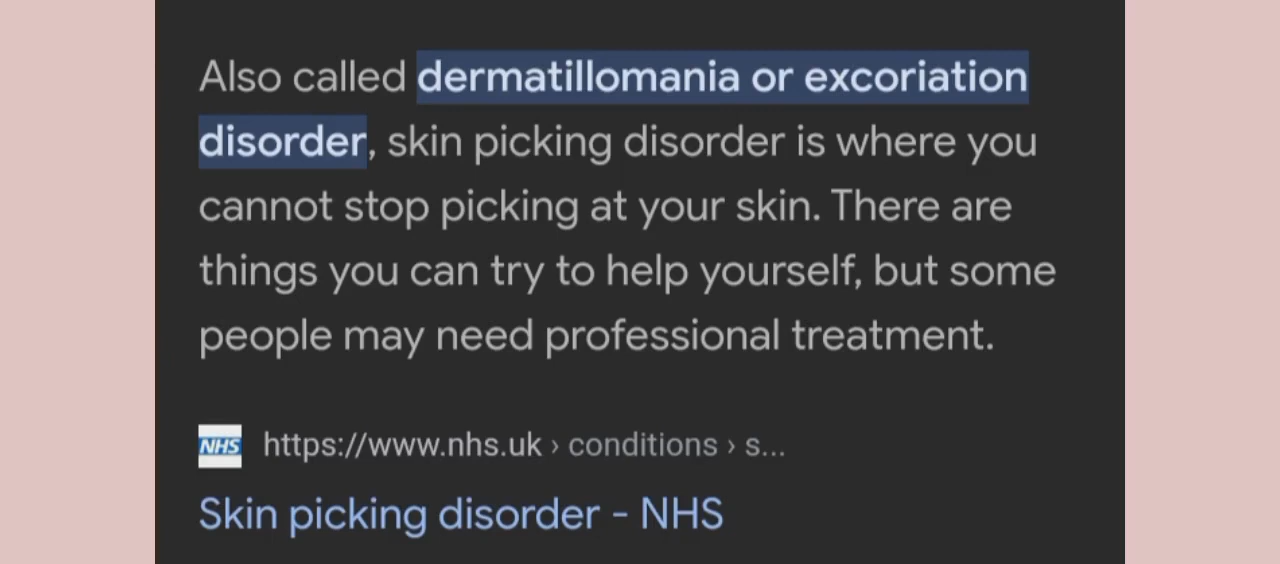 Also called dermatillomania or excoriation
disorder, skin picking disorder is where you
cannot stop picking at your skin. There are
things you can try to help yourself, but some
people may need professional treatment.
NHS https://www.nhs.uk › conditions › s...
Skin picking disorder - NHS